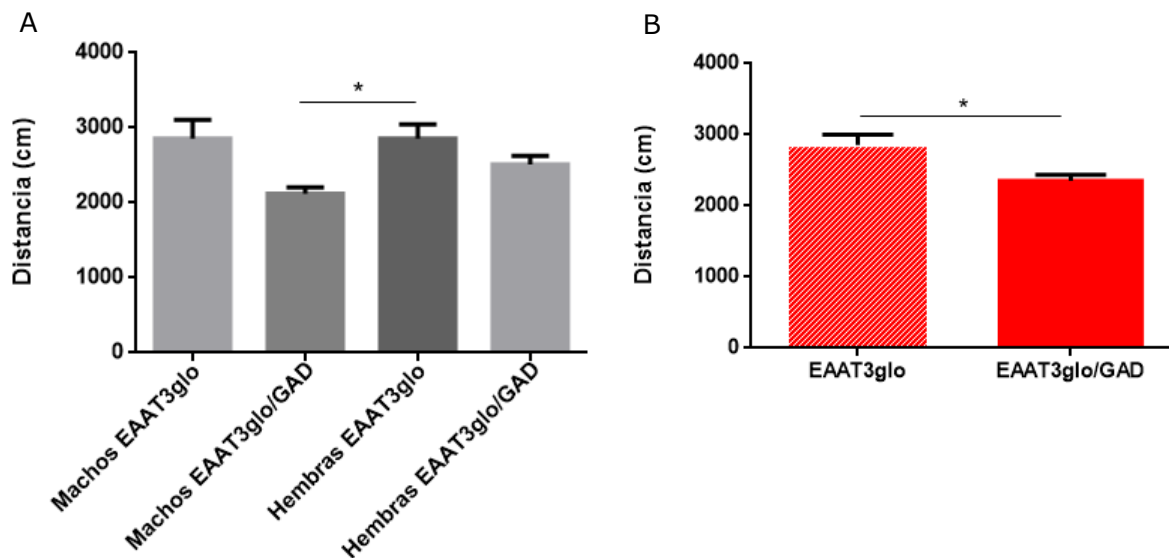 A
Distancia (cm)
4000
3000
2000
1000
0
*
Machos EAAT3glo
Machos EAAT3glo/GAD
Hembras EAAT3glo
Hembras EAAT3glo/GAD
B
Distancia (cm)
4000
3000
2000
1000
0
*
EAAT3glo
EAAT3glo/GAD